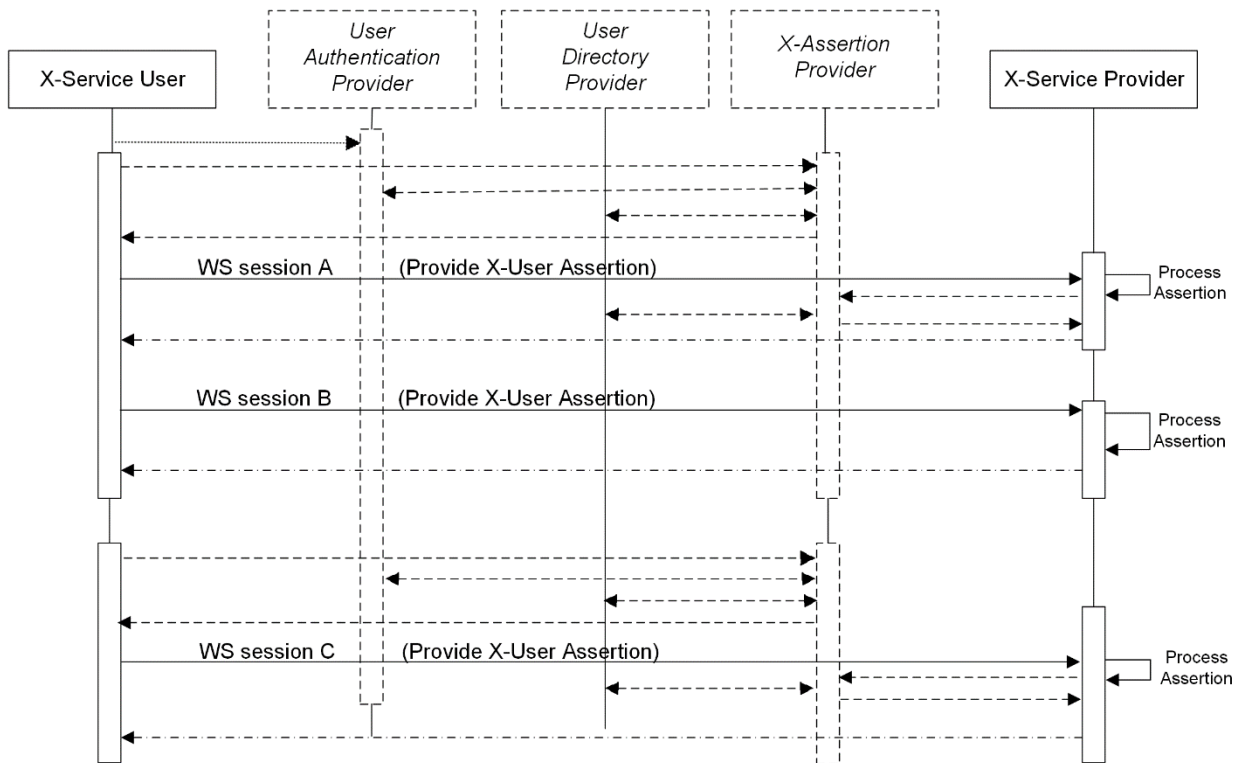 X-Service User
User
Authentication
Provider
User
Directory
Provider
X-Assertion
Provider
X-Service Provider
WS session A (Provide X-User Assertion)
Process
Assertion
WS session B (Provide X-User Assertion)
Process
Assertion
WS session C (Provide X-User Assertion)
Process
Assertion